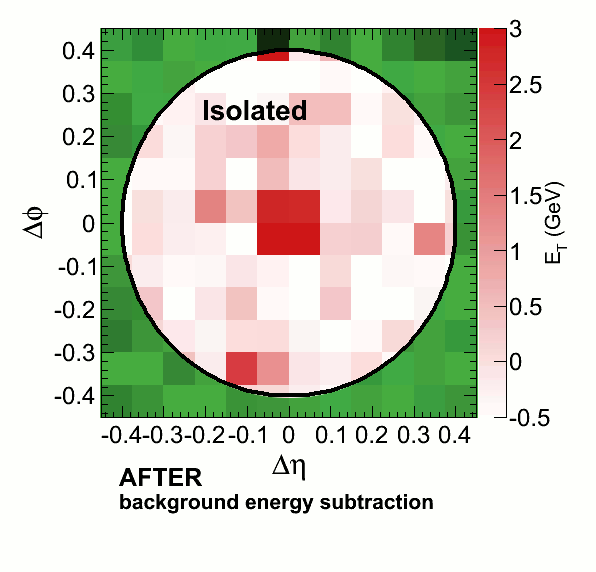 Isolated
0.4
0.3
0.2
0.1
0
-0.1
-0.2
-0.3
-0.4
Δϕ
-0.4 -0.3 -0.2 -0.1 0 0.1 0.2 0.3 0.4
Δη
3
2.5
2
1.5
1
0.5
0
-0.5
E_T (GeV)
AFTER
background energy subtraction